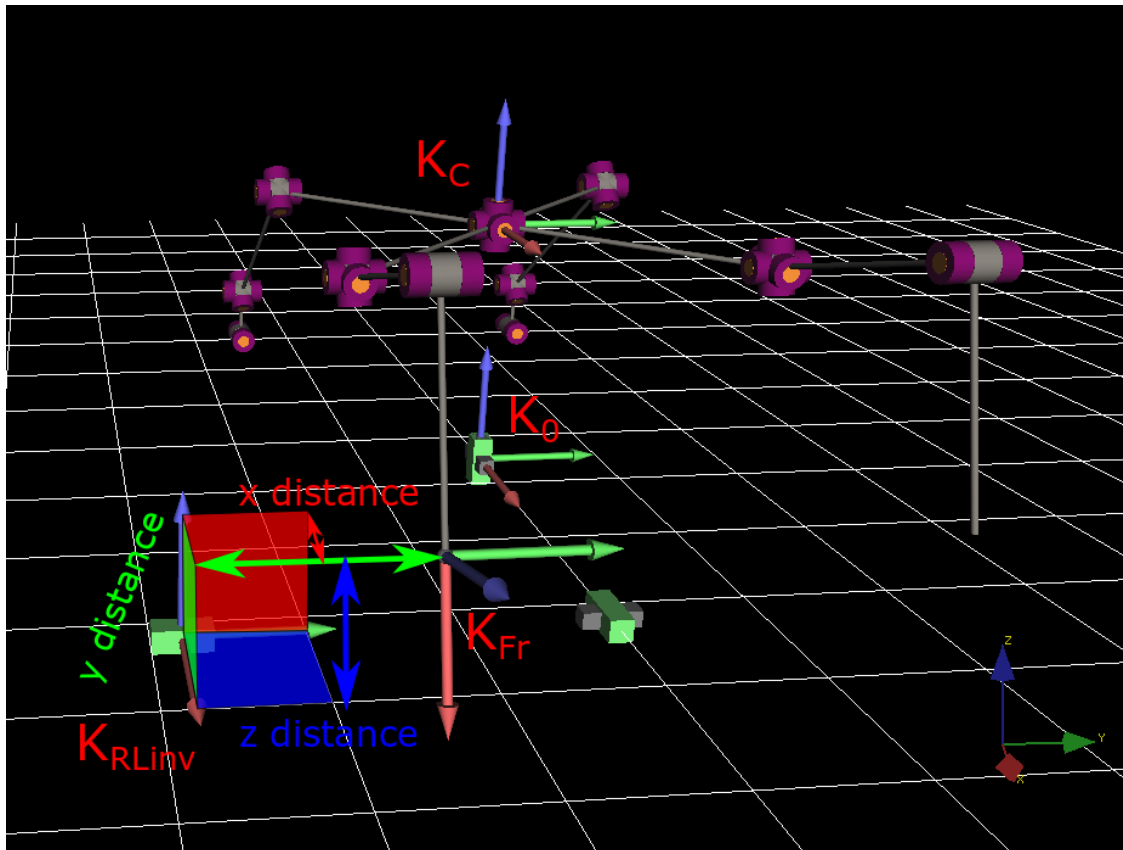 K_C
K_0
x distance
y distance
K_Fr
z distance
K_RLinv
Z
Y
X